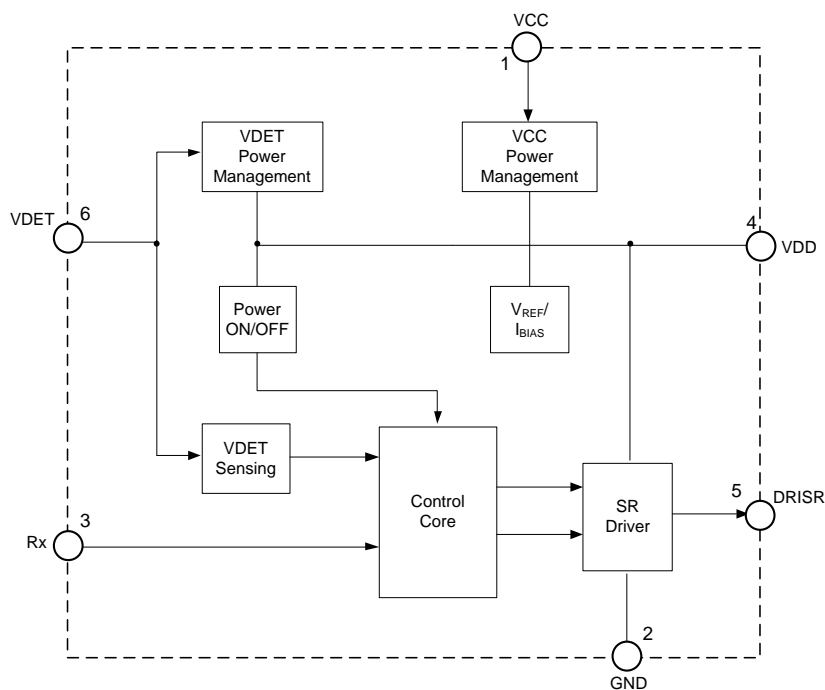 VCC
1
VDET
Power
Management
VCC
Power
Management
VDET
6
4
VDD
Power
ON/OFF
VREF/
IBIAS
VDET
Sensing
Control
Core
SR
Driver
5
DRISR
3
Rx
2
GND